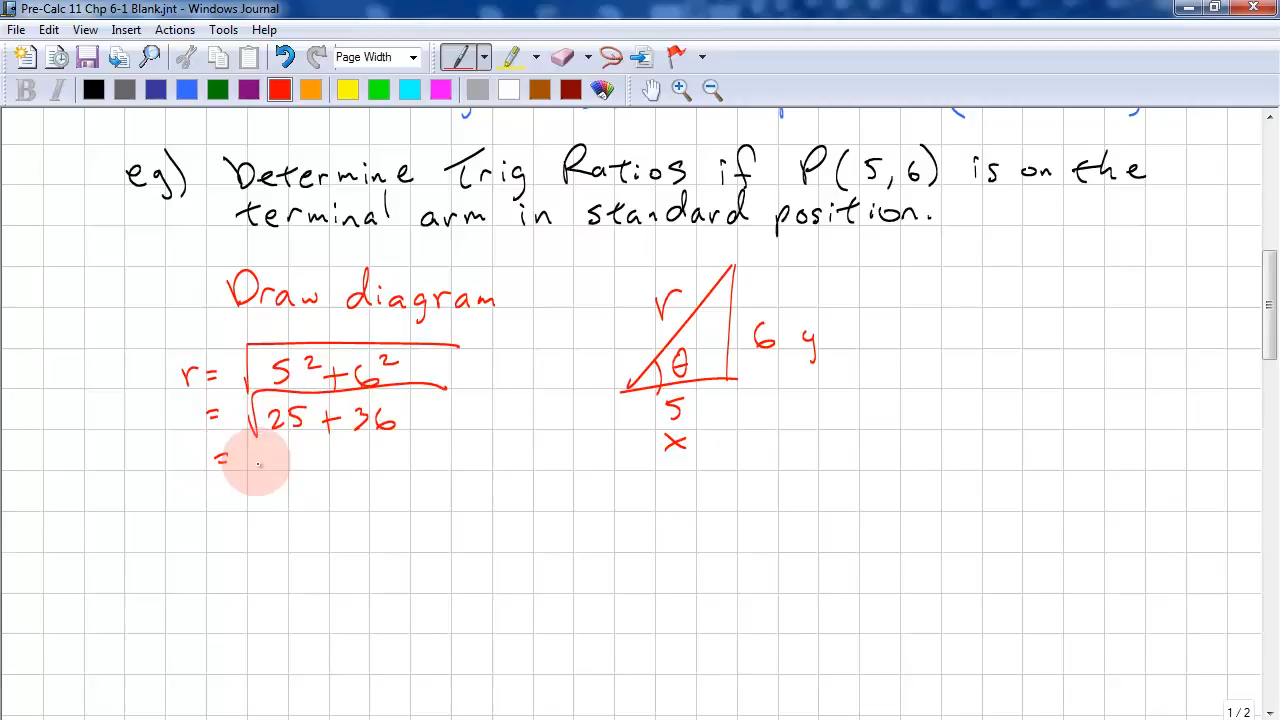 Pre-Calc 11 Chp 6-1 Blank.jnt - Windows Journal
File Edit View Insert Actions Tools Help
Page Width
B I
eg) Determine Trig Ratios if P(5,6) is on the
terminal arm in standard position.
Draw diagram
r
6 y
θ
r = √5²+6²
5
= √25 + 36
x
=
1 / 2